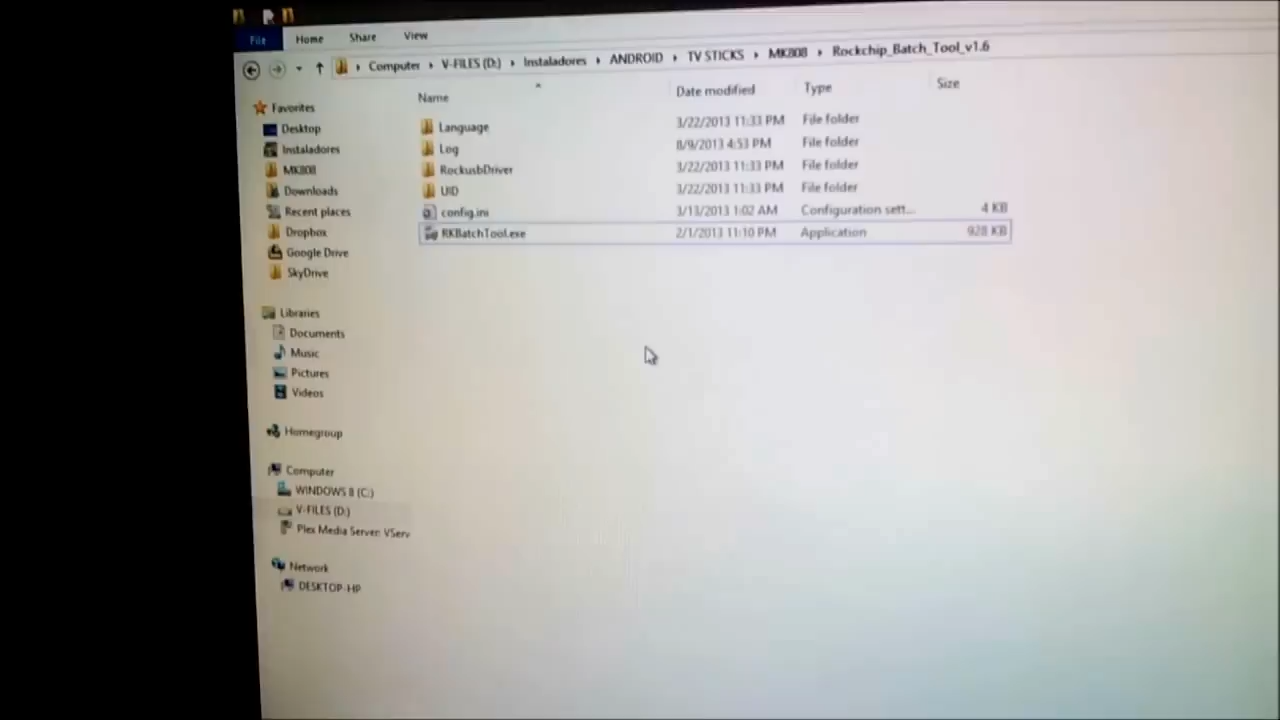 File Home Share View
Computer V-FILES (D:) Instaladores ANDROID TV STICKS MK808 Rockchip_Batch_Tool_v1.6
Name Date modified Type Size
Favorites
Desktop
Instaladores
MK808
Downloads
Recent places
Dropbox
Google Drive
SkyDrive
Libraries
Documents
Music
Pictures
Videos
Homegroup
Computer
WINDOWS 8 (C:)
V-FILES (D:)
Plex Media Server: VServ
Network
DESKTOP-HP
Language 3/22/2013 11:33 PM File folder
Log 8/9/2013 4:53 PM File folder
RockusbDriver 3/22/2013 11:33 PM File folder
UID 3/22/2013 11:33 PM File folder
config.ini 3/13/2013 1:02 AM Configuration sett... 4 KB
RKBatchTool.exe 2/1/2013 11:10 PM Application 928 KB